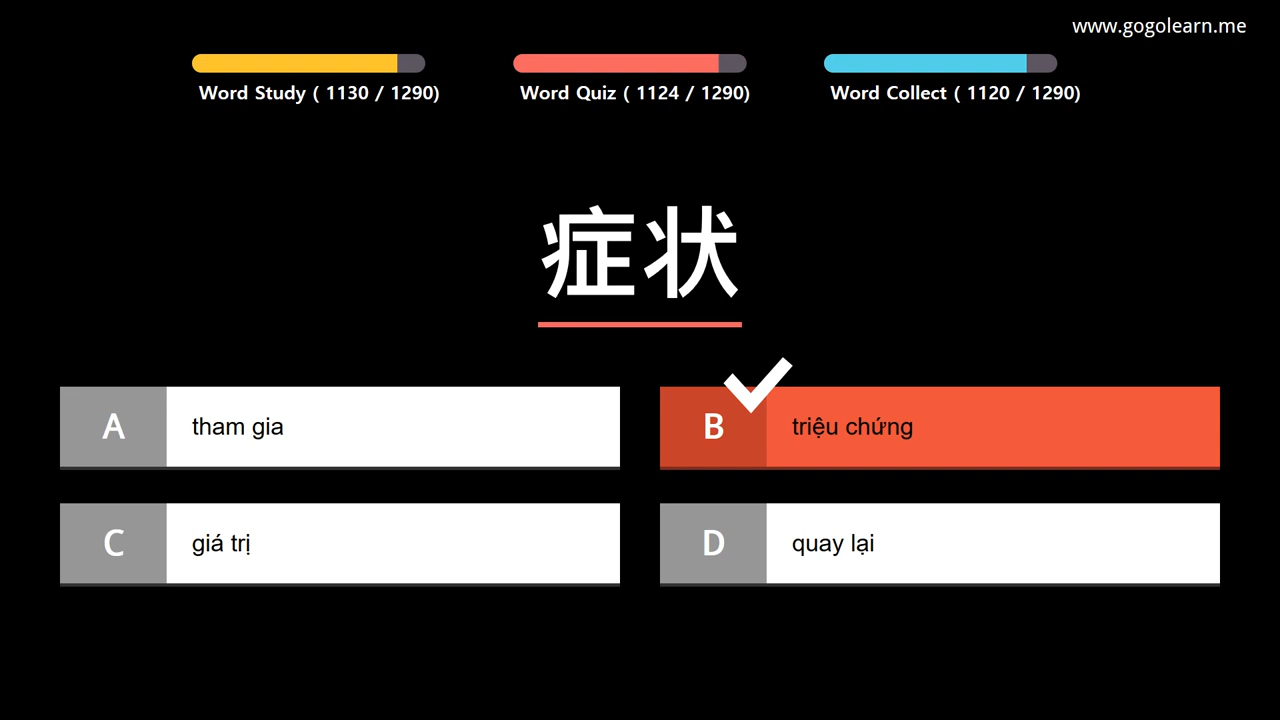 www.gogolearn.me
Word Study ( 1130 / 1290)
Word Quiz ( 1124 / 1290)
Word Collect ( 1120 / 1290)
症状
A tham gia
B triệu chứng
C giá trị
D quay lại